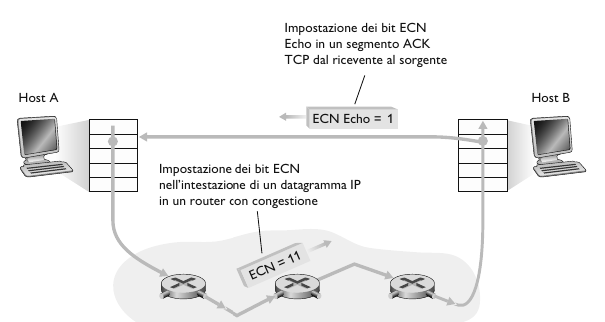 Impostazione dei bit ECN
Echo in un segmento ACK
TCP dal ricevente al sorgente
Host A
Host B
ECN Echo = 1
Impostazione dei bit ECN
nell'intestazione di un datagramma IP
in un router con congestione
ECN = 11